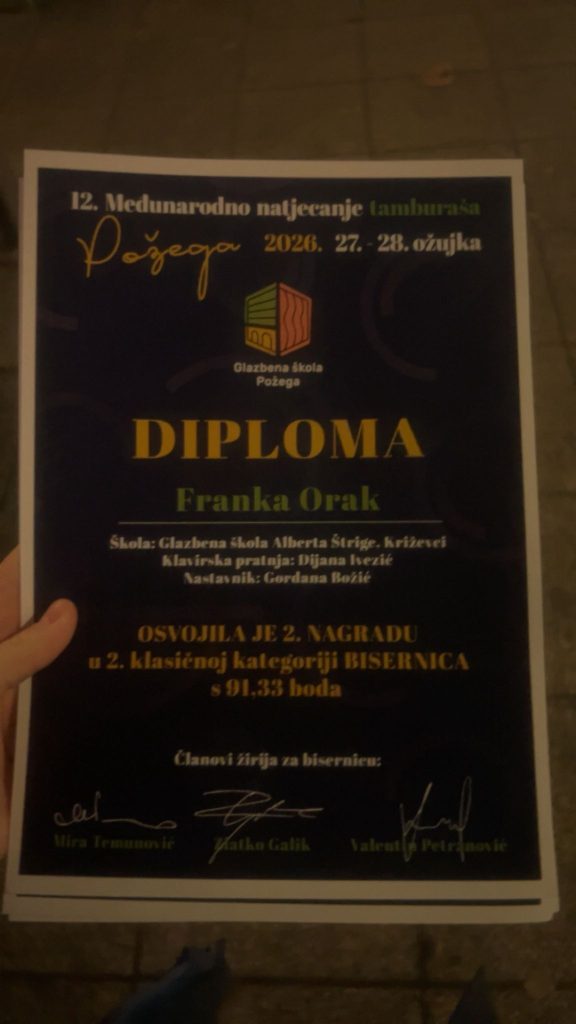 12. Međunarodno natjecanje tamburaša
Požega 2026. 27. - 28. ožujka
Glazbena škola
Požega
DIPLOMA
Franka Orak
Škola: Glazbena škola Alberta Štrige, Križevci
Klavirska pratnja: Dijana Ivezić
Nastavnik: Gordana Božić
OSVOJILA JE 2. NAGRADU
u 2. klasičnoj kategoriji BISERNICA
s 91,33 boda
Članovi žirija za bisernicu:
Mira Temunović Zlatko Galik Valentin Petranović